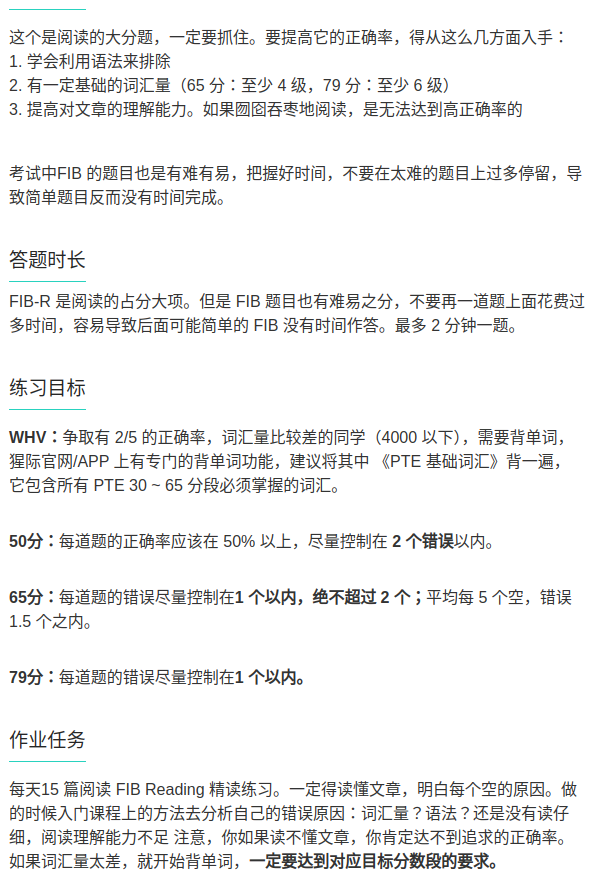 这个是阅读的大分题，一定要抓住。要提高它的正确率，得从这么几方面入手：
1. 学会利用语法来排除
2. 有一定基础的词汇量（65 分：至少 4 级，79 分：至少 6 级）
3. 提高对文章的理解能力。如果囫囵吞枣地阅读，是无法达到高正确率的
考试中FIB 的题目也是有难有易，把握好时间，不要在太难的题目上过多停留，导
致简单题目反而没有时间完成。
答题时长
FIB-R 是阅读的占分大项。但是 FIB 题目也有难易之分，不要再一道题上面花费过
多时间，容易导致后面可能简单的 FIB 没有时间作答。最多 2 分钟一题。
练习目标
WHV：争取有 2/5 的正确率，词汇量比较差的同学（4000 以下），需要背单词，
猩际官网/APP 上有专门的背单词功能，建议将其中 《PTE 基础词汇》背一遍，
它包含所有 PTE 30 ~ 65 分段必须掌握的词汇。
50分：每道题的正确率应该在 50% 以上，尽量控制在 2 个错误以内。
65分：每道题的错误尽量控制在1 个以内，绝不超过 2 个；平均每 5 个空，错误
1.5 个之内。
79分：每道题的错误尽量控制在1 个以内。
作业任务
每天15 篇阅读 FIB Reading 精读练习。一定得读懂文章，明白每个空的原因。做
的时候入门课程上的方法去分析自己的错误原因：词汇量？语法？还是没有读仔
细，阅读理解能力不足 注意，你如果读不懂文章，你肯定达不到追求的正确率。
如果词汇量太差，就开始背单词，一定要达到对应目标分数段的要求。